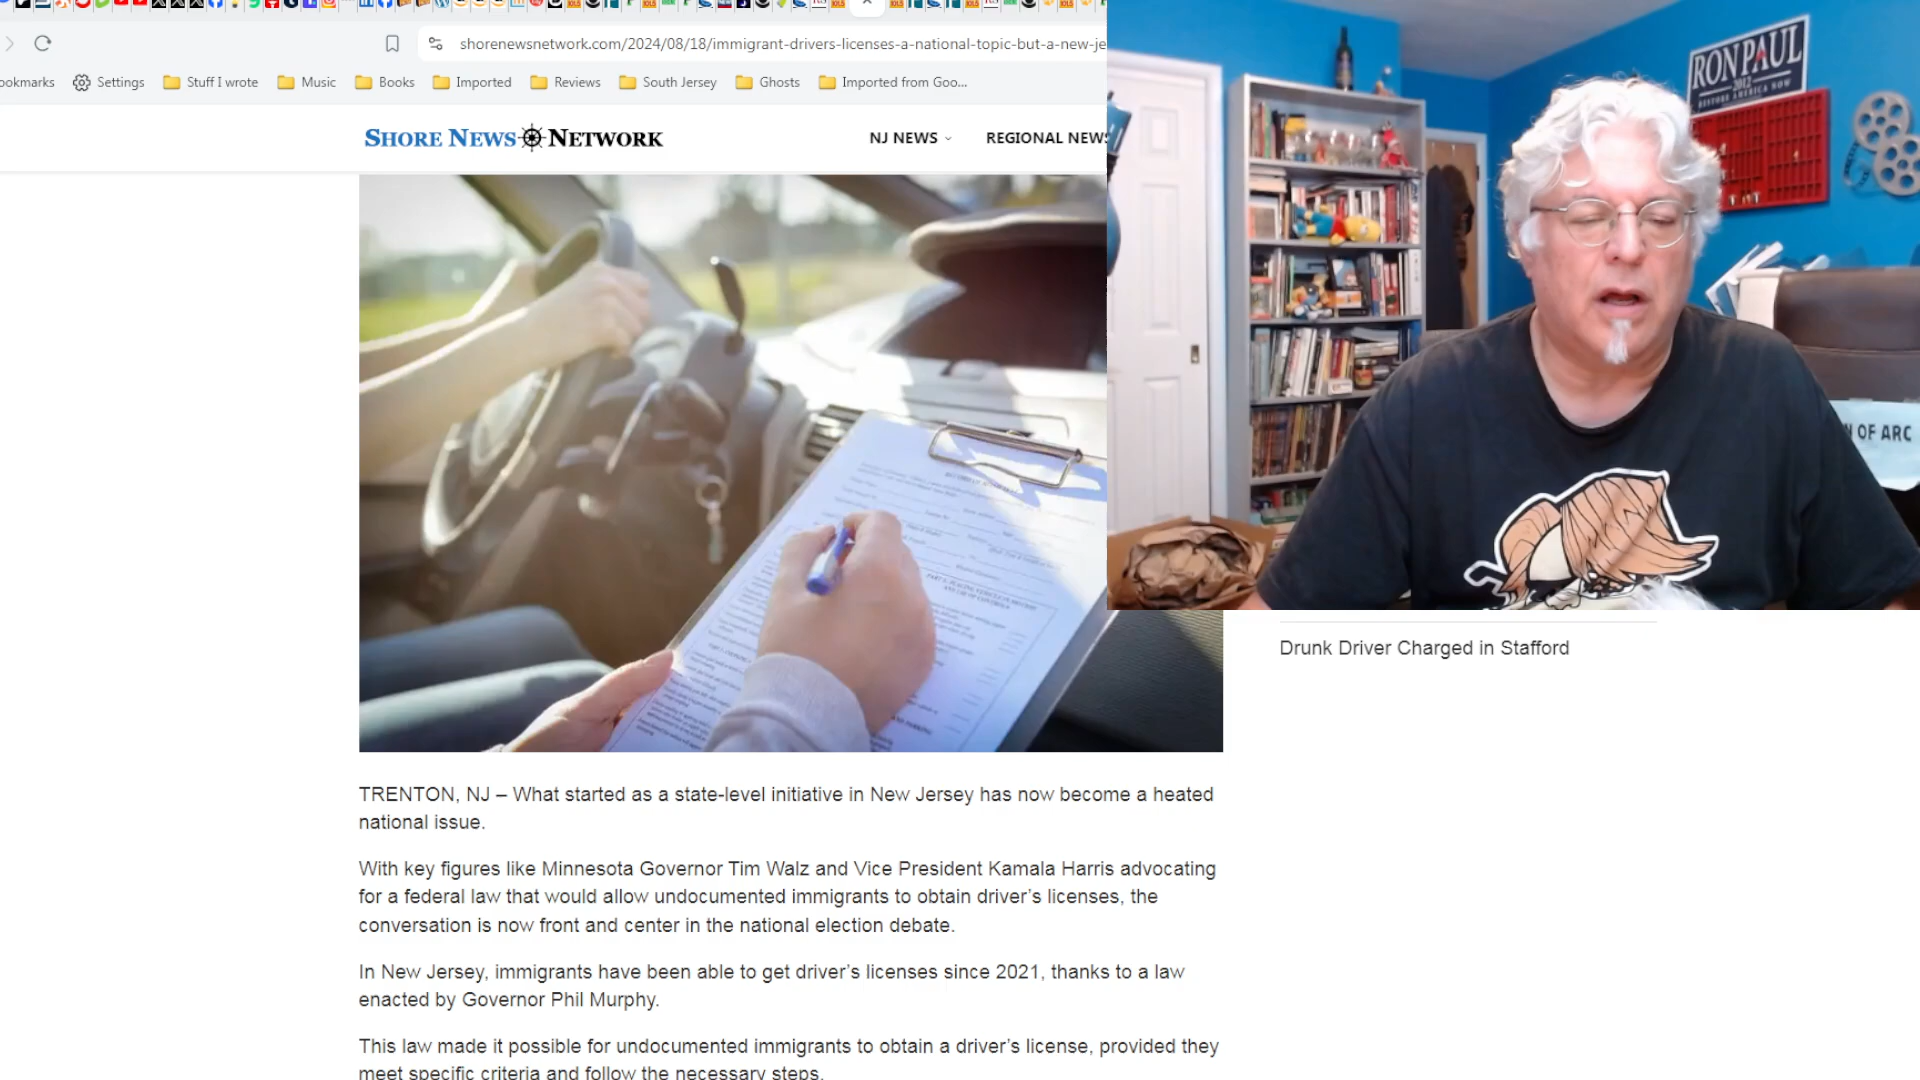 shorenewsnetwork.com/2024/08/18/immigrant-drivers-licenses-a-national-topic-but-a-new-je
ookmarks Settings Stuff I wrote Music Books Imported Reviews South Jersey Ghosts Imported from Goo...
SHORE NEWS NETWORK NJ NEWS REGIONAL NEWS
RON PAUL
2012
RESTORE AMERICA NOW
N OF ARC
Drunk Driver Charged in Stafford
TRENTON, NJ – What started as a state-level initiative in New Jersey has now become a heated
national issue.
With key figures like Minnesota Governor Tim Walz and Vice President Kamala Harris advocating
for a federal law that would allow undocumented immigrants to obtain driver’s licenses, the
conversation is now front and center in the national election debate.
In New Jersey, immigrants have been able to get driver’s licenses since 2021, thanks to a law
enacted by Governor Phil Murphy.
This law made it possible for undocumented immigrants to obtain a driver’s license, provided they
meet specific criteria and follow the necessary steps.